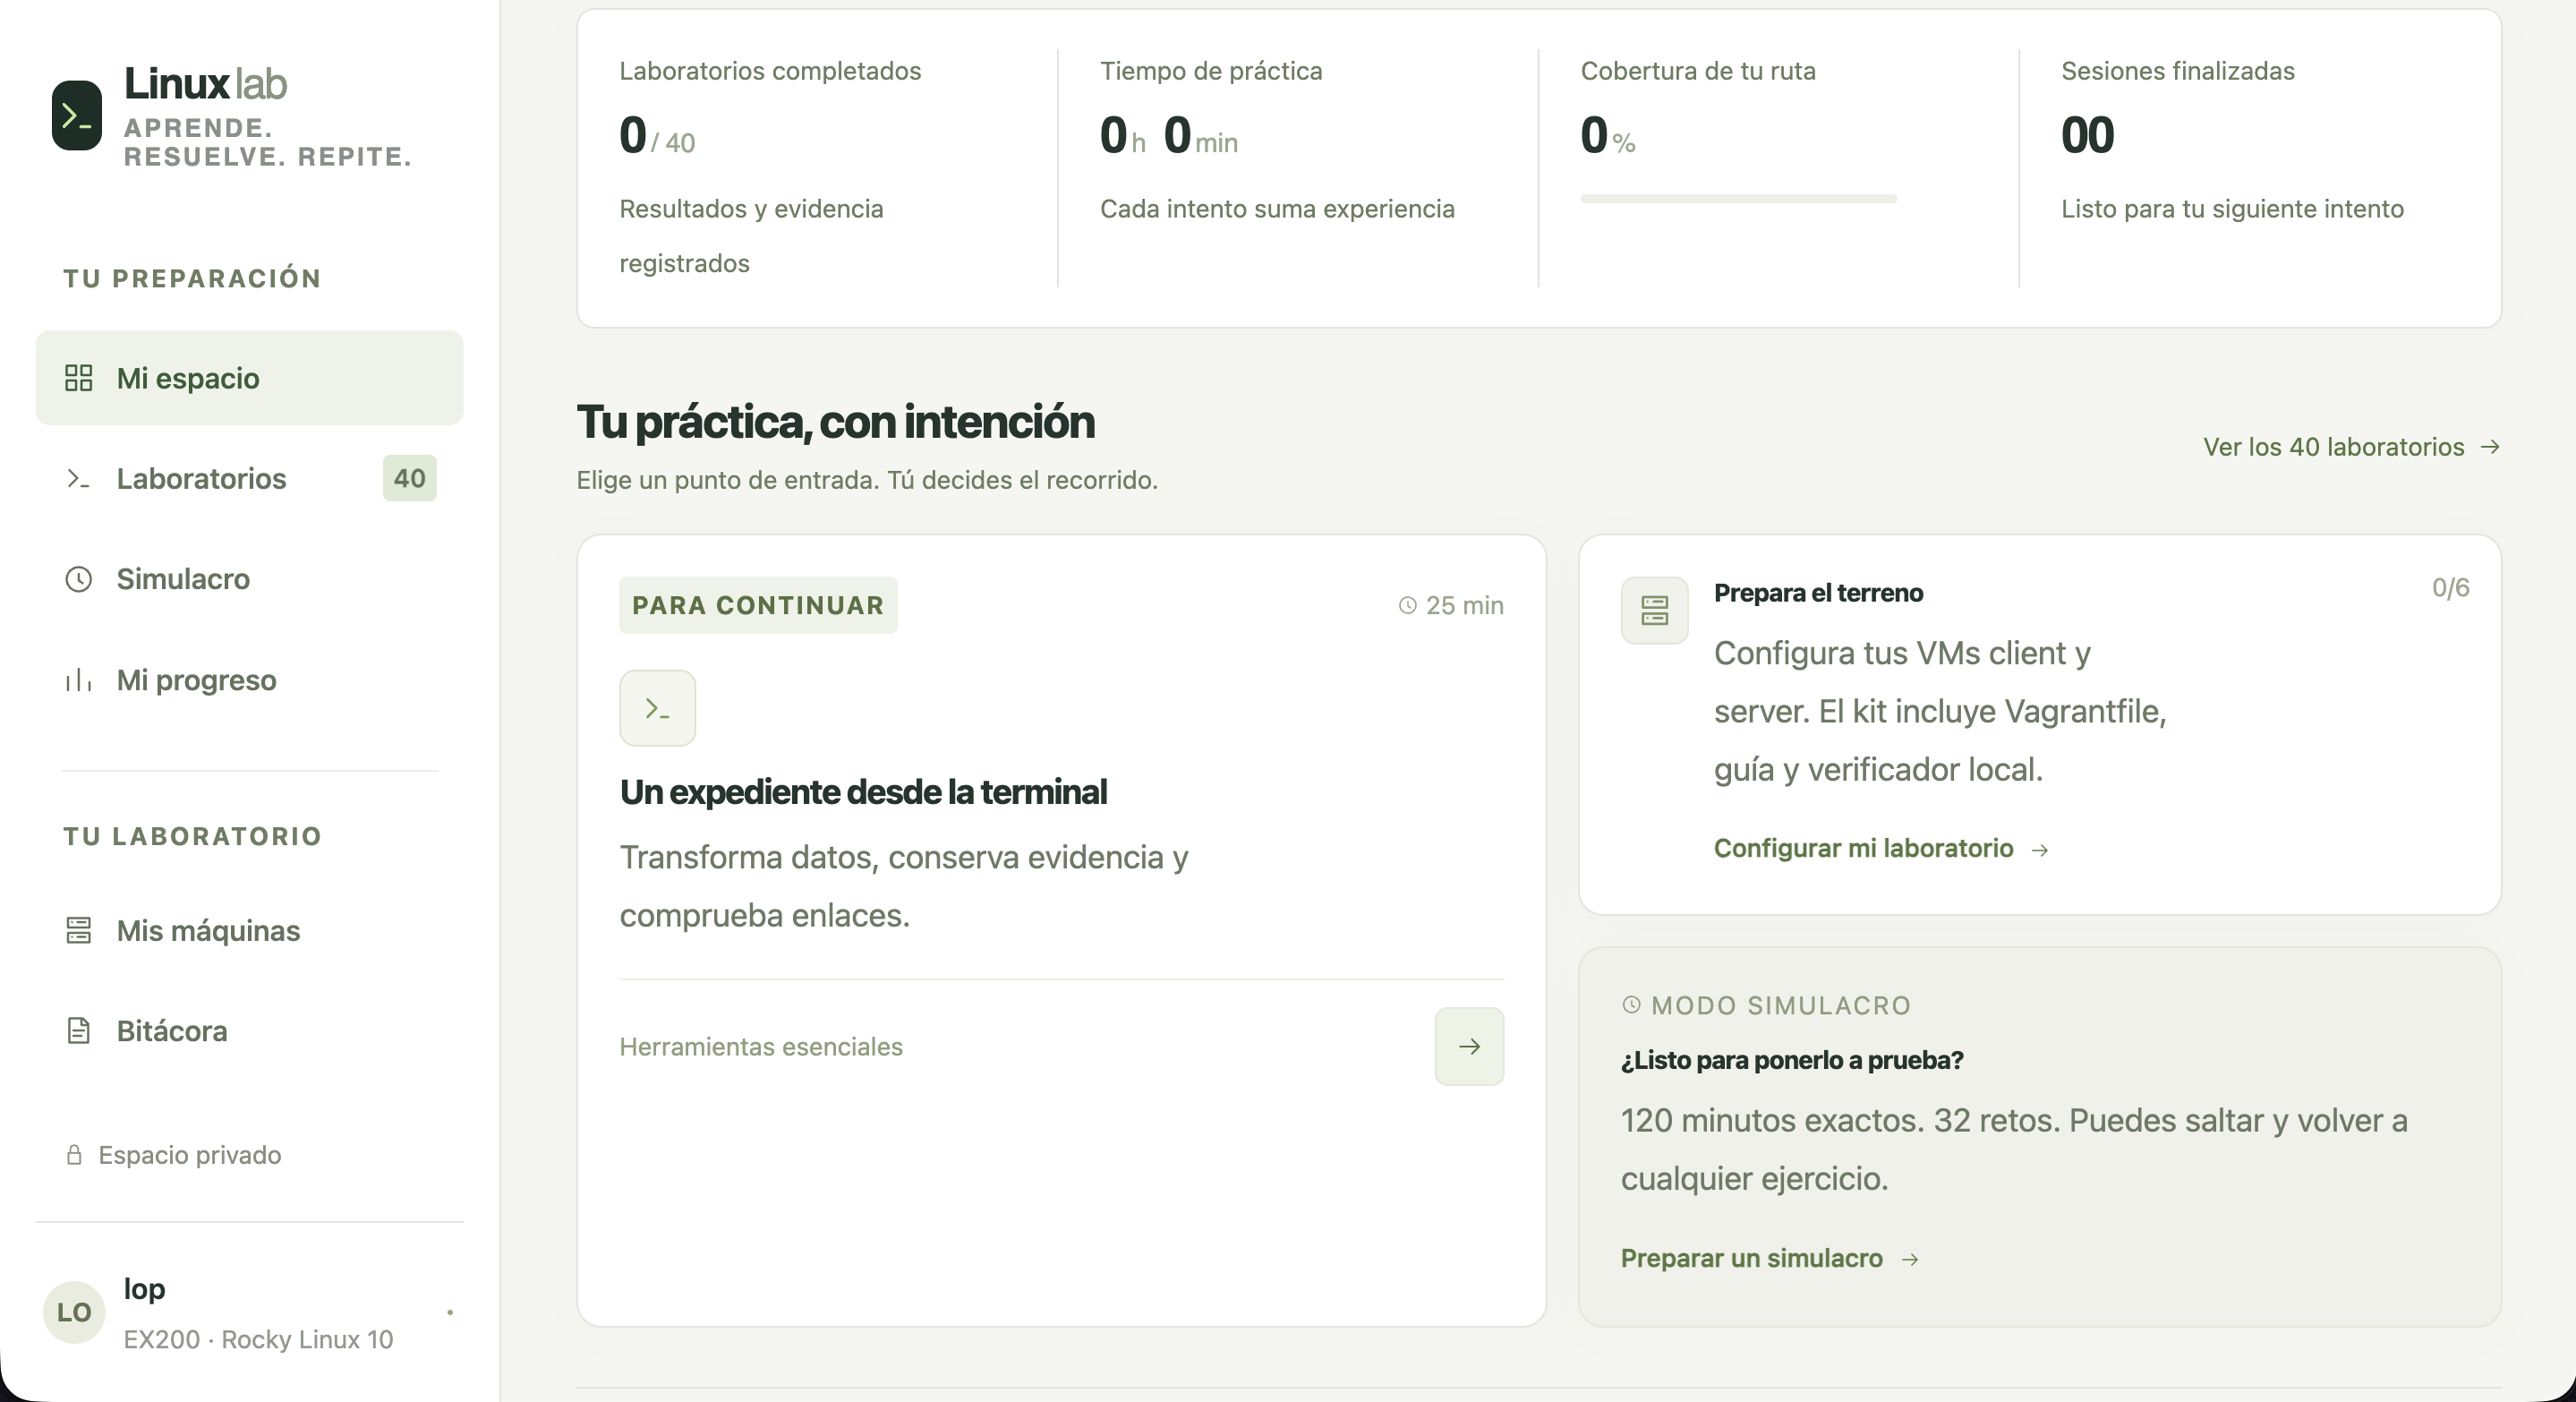 Linux lab
APRENDE.
RESUELVE. REPITE.
TU PREPARACIÓN
Mi espacio
Laboratorios 40
Simulacro
Mi progreso
TU LABORATORIO
Mis máquinas
Bitácora
Espacio privado
LO
lop
EX200 · Rocky Linux 10
Laboratorios completados
0 / 40
Resultados y evidencia
registrados
Tiempo de práctica
0 h 0 min
Cada intento suma experiencia
Cobertura de tu ruta
0 %
Sesiones finalizadas
00
Listo para tu siguiente intento
Tu práctica, con intención
Elige un punto de entrada. Tú decides el recorrido.
Ver los 40 laboratorios →
PARA CONTINUAR
25 min
Un expediente desde la terminal
Transforma datos, conserva evidencia y
comprueba enlaces.
Herramientas esenciales →
Prepara el terreno
0/6
Configura tus VMs client y
server. El kit incluye Vagrantfile,
guía y verificador local.
Configurar mi laboratorio →
MODO SIMULACRO
¿Listo para ponerlo a prueba?
120 minutos exactos. 32 retos. Puedes saltar y volver a
cualquier ejercicio.
Preparar un simulacro →